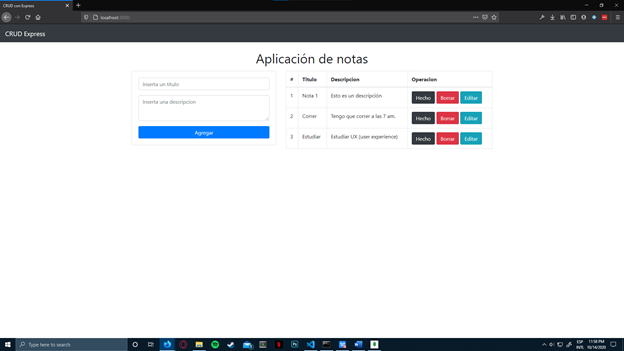 CRUD con Express
localhost:3000
CRUD Express
Aplicación de notas
Inserta un titulo
Inserta una descripcion
Agregar
# Titulo Descripcion Operacion
1 Nota 1 Esto es un descripción Hecho Borrar Editar
2 Correr Tengo que correr a las 7 am. Hecho Borrar Editar
3 Estudiar Estudiar UX (user experience) Hecho Borrar Editar
Type here to search
ESP
INTL
11:58 PM
10/14/2020